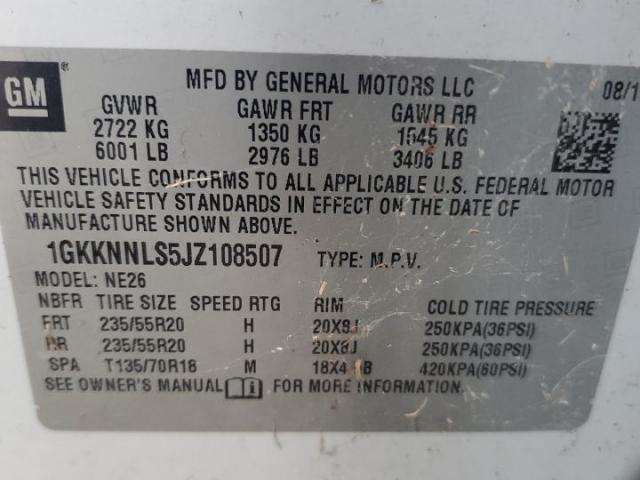 GM
MFD BY GENERAL MOTORS LLC 08/1
GVWR GAWR FRT GAWR RR
2722 KG 1350 KG 1545 KG
6001 LB 2976 LB 3406 LB
THIS VEHICLE CONFORMS TO ALL APPLICABLE U.S. FEDERAL MOTOR
VEHICLE SAFETY STANDARDS IN EFFECT ON THE DATE OF
MANUFACTURE SHOWN ABOVE.
1GKKNNLS5JZ108507 TYPE: M.P.V.
MODEL: NE26
NBFR TIRE SIZE SPEED RTG RIM COLD TIRE PRESSURE
FRT 235/55R20 H 20X8J 250KPA(36PSI)
RR 235/55R20 H 20X8J 250KPA(36PSI)
SPA T135/70R18 M 18X4 B 420KPA(60PSI)
SEE OWNER'S MANUAL FOR MORE INFORMATION.